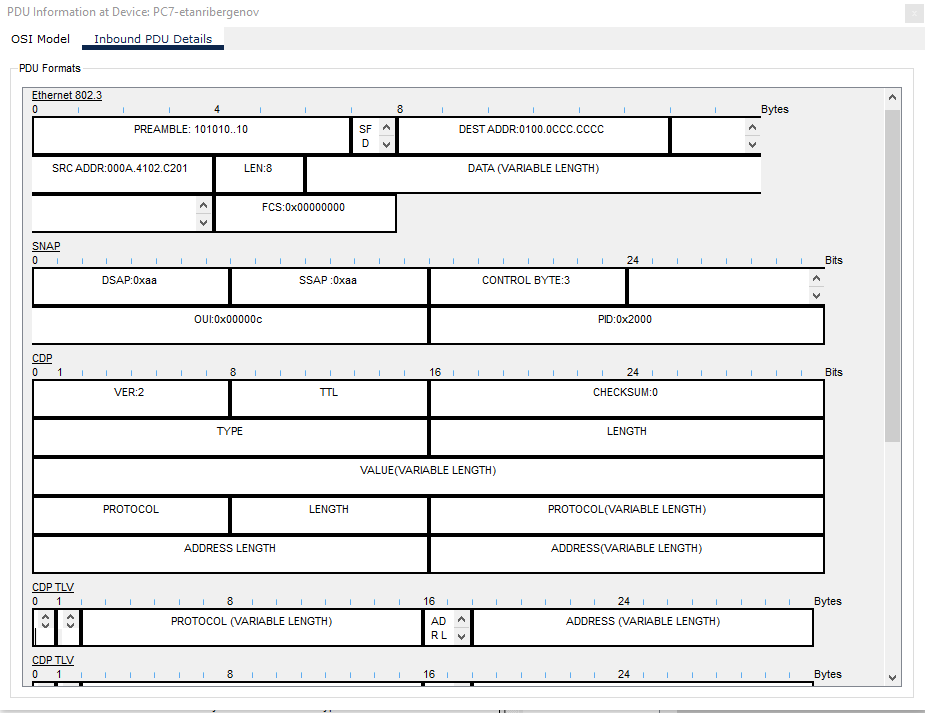 PDU Information at Device: PC7-etanribergenov
x
OSI Model Inbound PDU Details
PDU Formats
Ethernet 802.3
0 4 8 Bytes
PREAMBLE: 101010..10 SF D DEST ADDR:0100.0CCC.CCCC
SRC ADDR:000A.4102.C201 LEN:8 DATA (VARIABLE LENGTH)
FCS:0x00000000
SNAP
0 24 Bits
DSAP:0xaa SSAP :0xaa CONTROL BYTE:3
OUI:0x00000c PID:0x2000
CDP
0 1 8 16 24 Bits
VER:2 TTL CHECKSUM:0
TYPE LENGTH
VALUE(VARIABLE LENGTH)
PROTOCOL LENGTH PROTOCOL(VARIABLE LENGTH)
ADDRESS LENGTH ADDRESS(VARIABLE LENGTH)
CDP TLV
0 1 8 16 24 Bytes
PROTOCOL (VARIABLE LENGTH) AD R L ADDRESS (VARIABLE LENGTH)
CDP TLV
0 1 8 16 24 Bytes